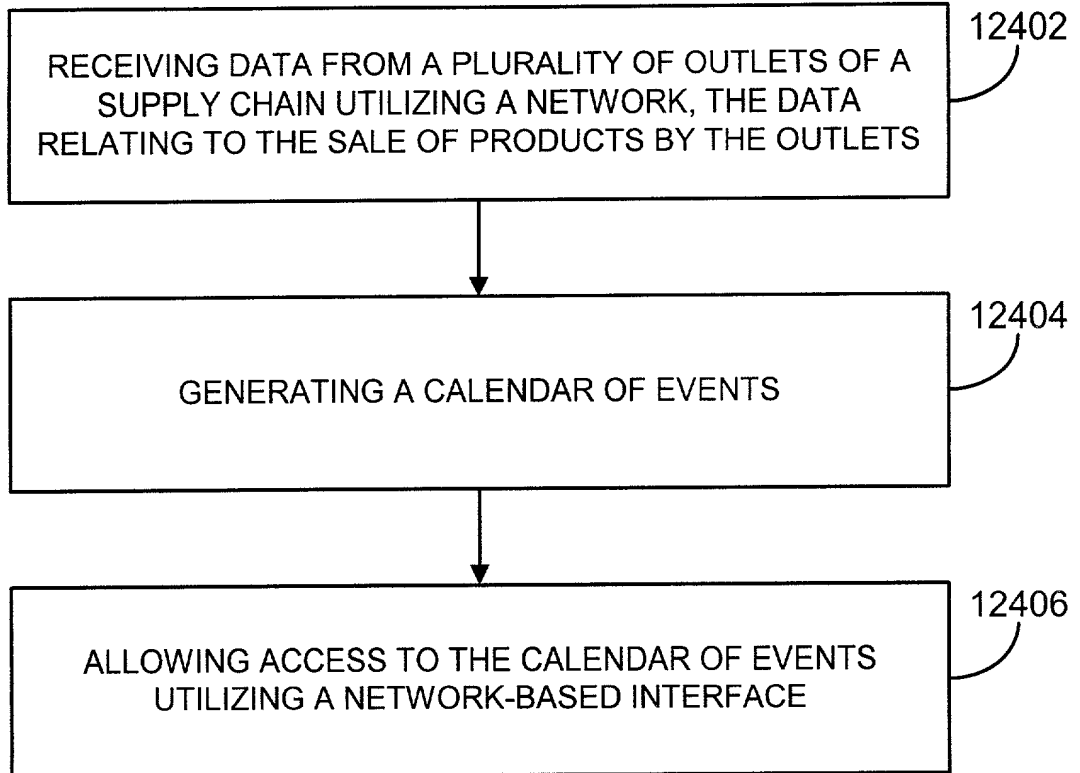 12402
RECEIVING DATA FROM A PLURALITY OF OUTLETS OF A
SUPPLY CHAIN UTILIZING A NETWORK, THE DATA
RELATING TO THE SALE OF PRODUCTS BY THE OUTLETS
12404
GENERATING A CALENDAR OF EVENTS
12406
ALLOWING ACCESS TO THE CALENDAR OF EVENTS
UTILIZING A NETWORK-BASED INTERFACE